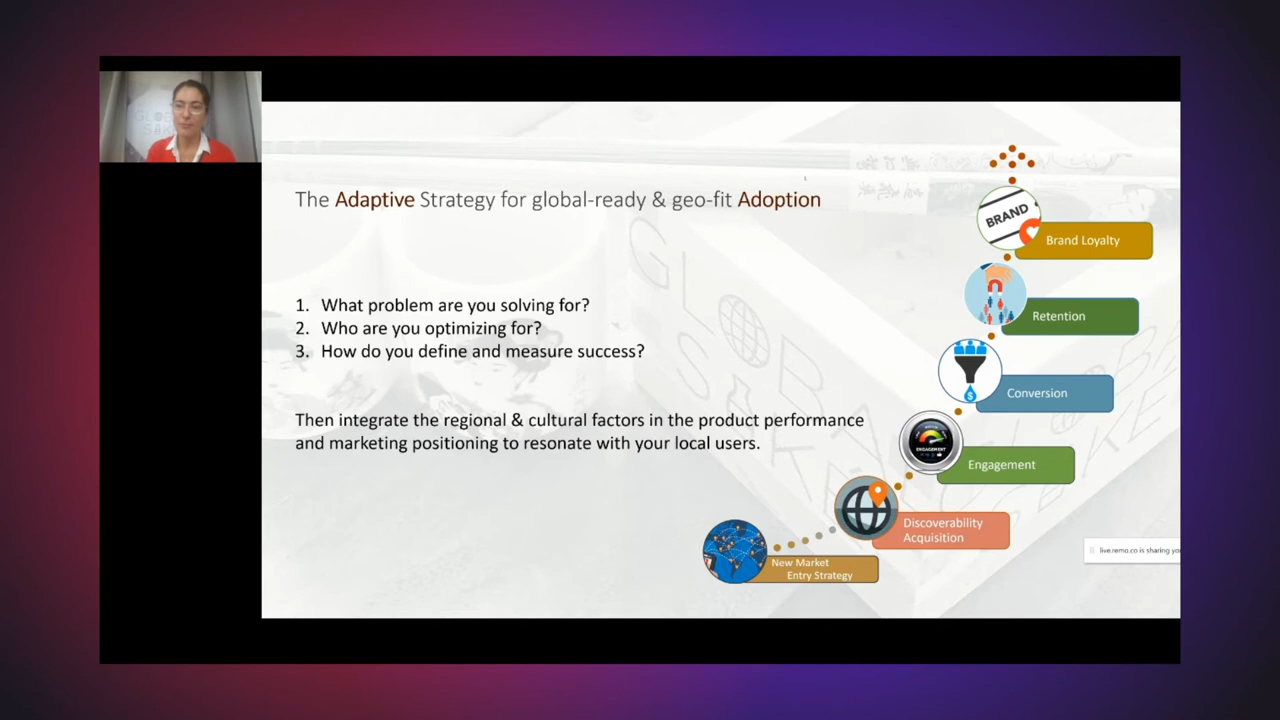 The Adaptive Strategy for global-ready & geo-fit Adoption
1. What problem are you solving for?
2. Who are you optimizing for?
3. How do you define and measure success?
Then integrate the regional & cultural factors in the product performance
and marketing positioning to resonate with your local users.
BRAND
Brand Loyalty
Retention
Conversion
$
ENGAGEMENT
Engagement
Discoverability
Acquisition
New Market
Entry Strategy
live.remo.co is sharing
GLOBAL
SAKE